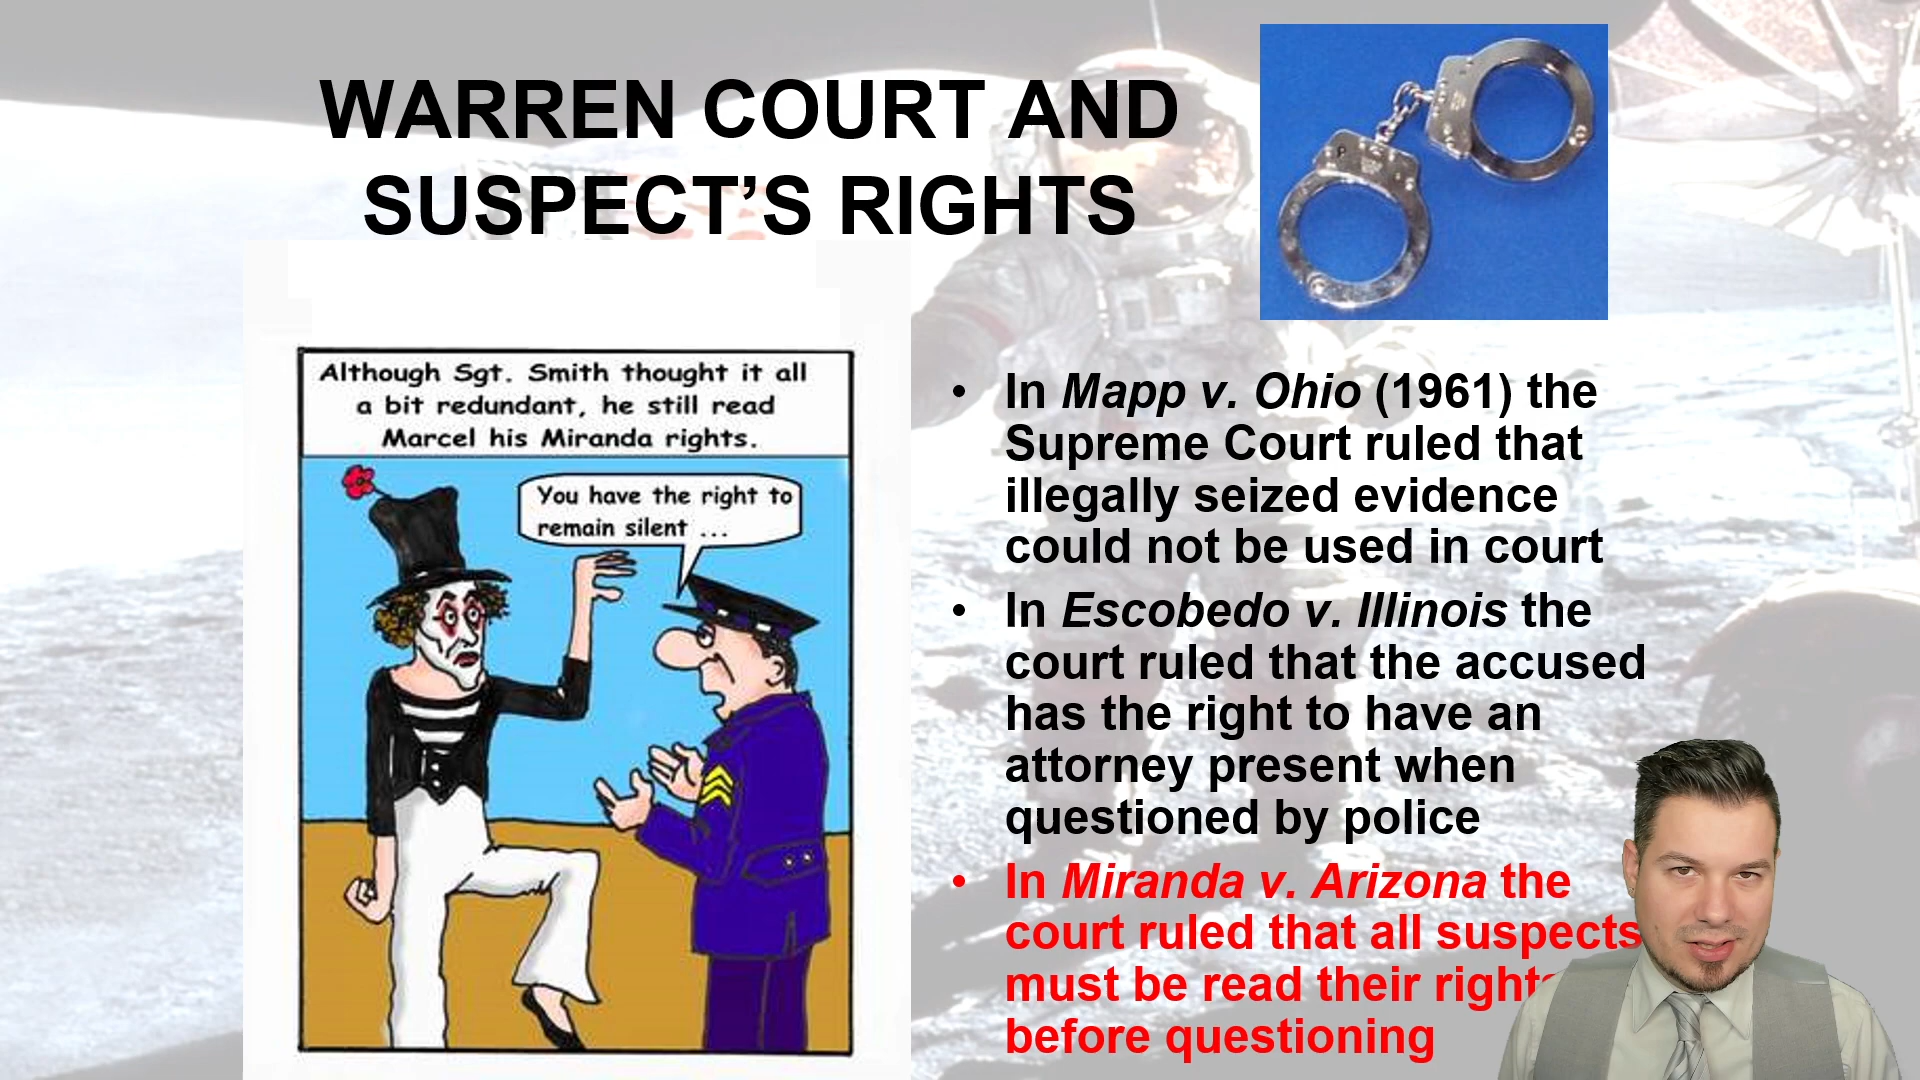 WARREN COURT AND
SUSPECT’S RIGHTS
Although Sgt. Smith thought it all
a bit redundant, he still read
Marcel his Miranda rights.
You have the right to
remain silent ...
• In Mapp v. Ohio (1961) the
Supreme Court ruled that
illegally seized evidence
could not be used in court
• In Escobedo v. Illinois the
court ruled that the accused
has the right to have an
attorney present when
questioned by police
• In Miranda v. Arizona the
court ruled that all suspects
must be read their rights
before questioning